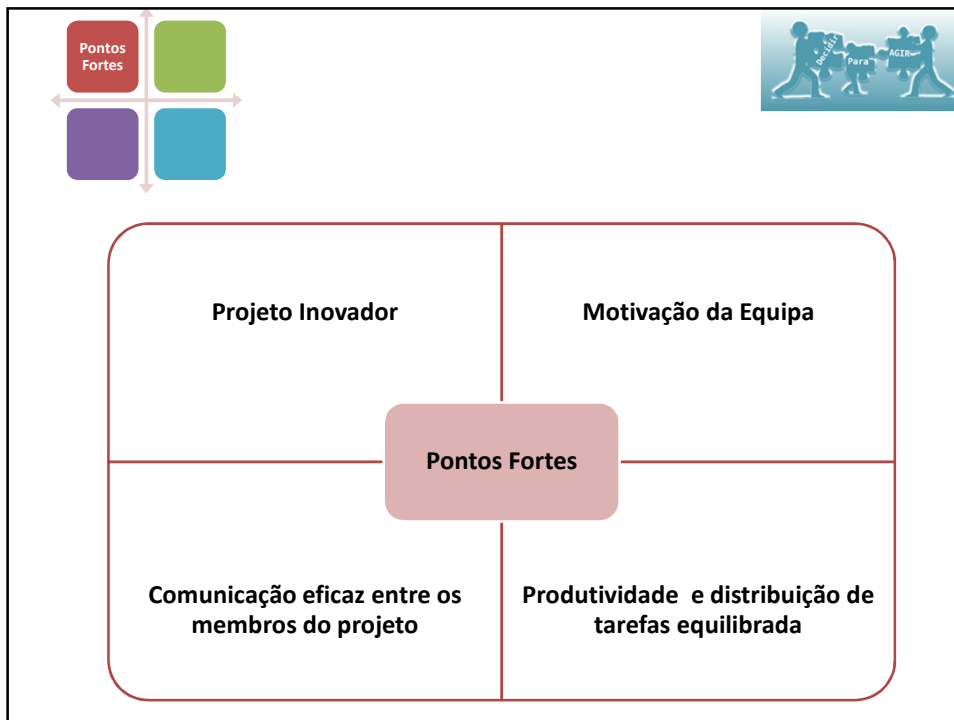 Pontos
Fortes
Decidir
Para
AGIR
Projeto Inovador
Motivação da Equipa
Pontos Fortes
Comunicação eficaz entre os
membros do projeto
Produtividade  e distribuição de
tarefas equilibrada